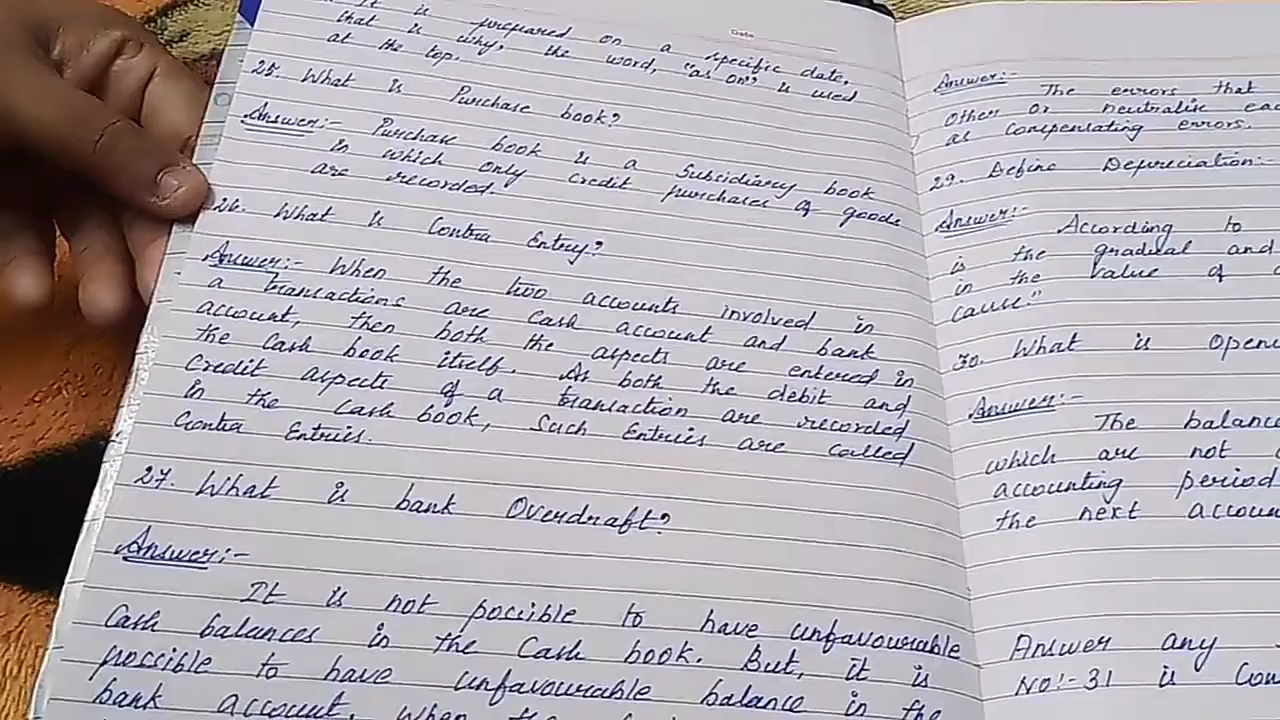 It is prepared on a specific date,
that is why, the word, "as on" is used
at the top.
Date
25. What is Purchase book?
Answer:- Purchase book is a Subsidiary book
in which only credit purchases of goods
are recorded.
26. What is Contra Entry?
Answer:- When the two accounts involved in
a transactions are Cash account and bank
account, then both the aspects are entered in
the Cash book itself. As both the debit and
Credit aspects of a transaction are recorded
in the Cash book, Such Entries are called
Contra Entries.
27. What is bank Overdraft?
Answer:-
It is not poccible to have unfavourable
Cash balances in the Cash book. But, it is
poccible to have unfavourable balance in the
bank account. When the
Answer:- The errors that
Other Or neutralise
as Compensating errors.
29. Define Depreciation:-
Answer:- According to
is the gradual and
in the value of
cause"
30. What is
Answer:-
The
which are not
accounting period
the next
Answer any
NO:- 31 is